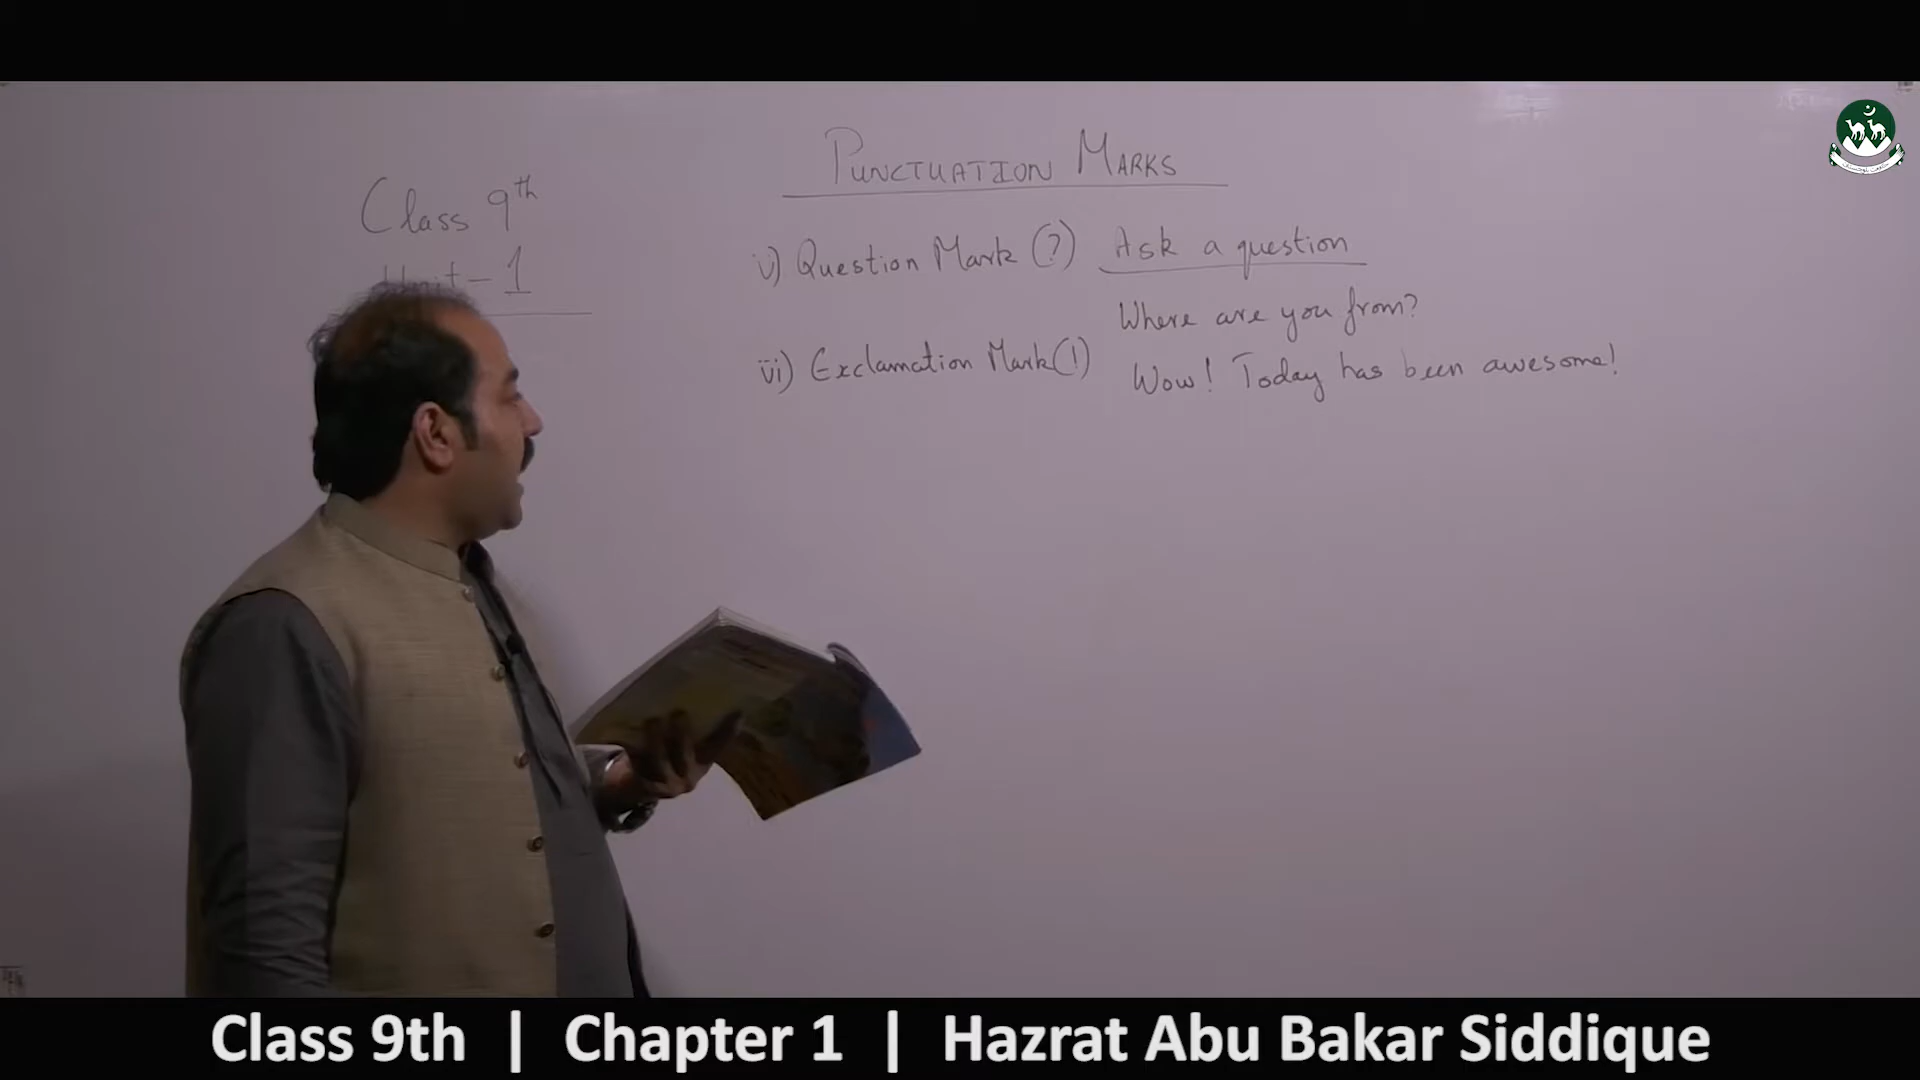 PUNCTUATION MARKS
Class 9th
Unit - 1
v) Question Mark (?) Ask a question
Where are you from?
vi) Exclamation Mark (!) Wow! Today has been awesome!
Class 9th | Chapter 1 | Hazrat Abu Bakar Siddique